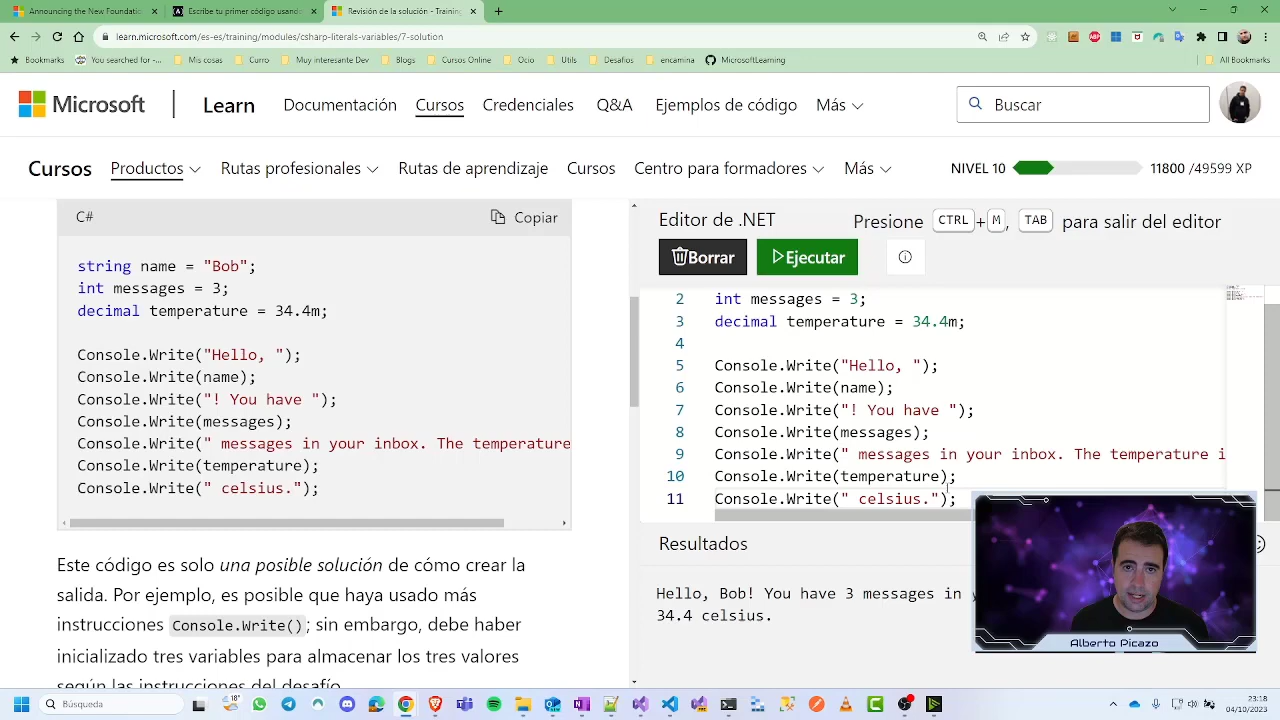 Announcing the New Foundatic
Escribe tu primer código usando
Revisión de la solución - Training
learn.microsoft.com/es-es/training/modules/csharp-literals-variables/7-solution
Bookmarks You searched for -... Mis cosas Curro Muy interesante Dev Blogs Cursos Online Ocio Utils Desafios encamina MicrosoftLearning All Bookmarks
Microsoft Learn Documentación Cursos Credenciales Q&A Ejemplos de código Más Buscar
Cursos Productos Rutas profesionales Rutas de aprendizaje Cursos Centro para formadores Más NIVEL 10 11800 /49599 XP
C# Copiar
string name = "Bob";
int messages = 3;
decimal temperature = 34.4m;
Console.Write("Hello, ");
Console.Write(name);
Console.Write("! You have ");
Console.Write(messages);
Console.Write(" messages in your inbox. The temperature
Console.Write(temperature);
Console.Write(" celsius.");
Este código es solo una posible solución de cómo crear la
salida. Por ejemplo, es posible que haya usado más
instrucciones Console.Write(); sin embargo, debe haber
inicializado tres variables para almacenar los tres valores
según las instrucciones del desafío.
Editor de .NET Presione CTRL + M, TAB para salir del editor
Borrar Ejecutar
2 int messages = 3;
3 decimal temperature = 34.4m;
4
5 Console.Write("Hello, ");
6 Console.Write(name);
7 Console.Write("! You have ");
8 Console.Write(messages);
9 Console.Write(" messages in your inbox. The temperature i
10 Console.Write(temperature);
11 Console.Write(" celsius.");
Resultados
Hello, Bob! You have 3 messages in
34.4 celsius.
Alberto Picazo
Búsqueda
18°
23:18
04/10/2023